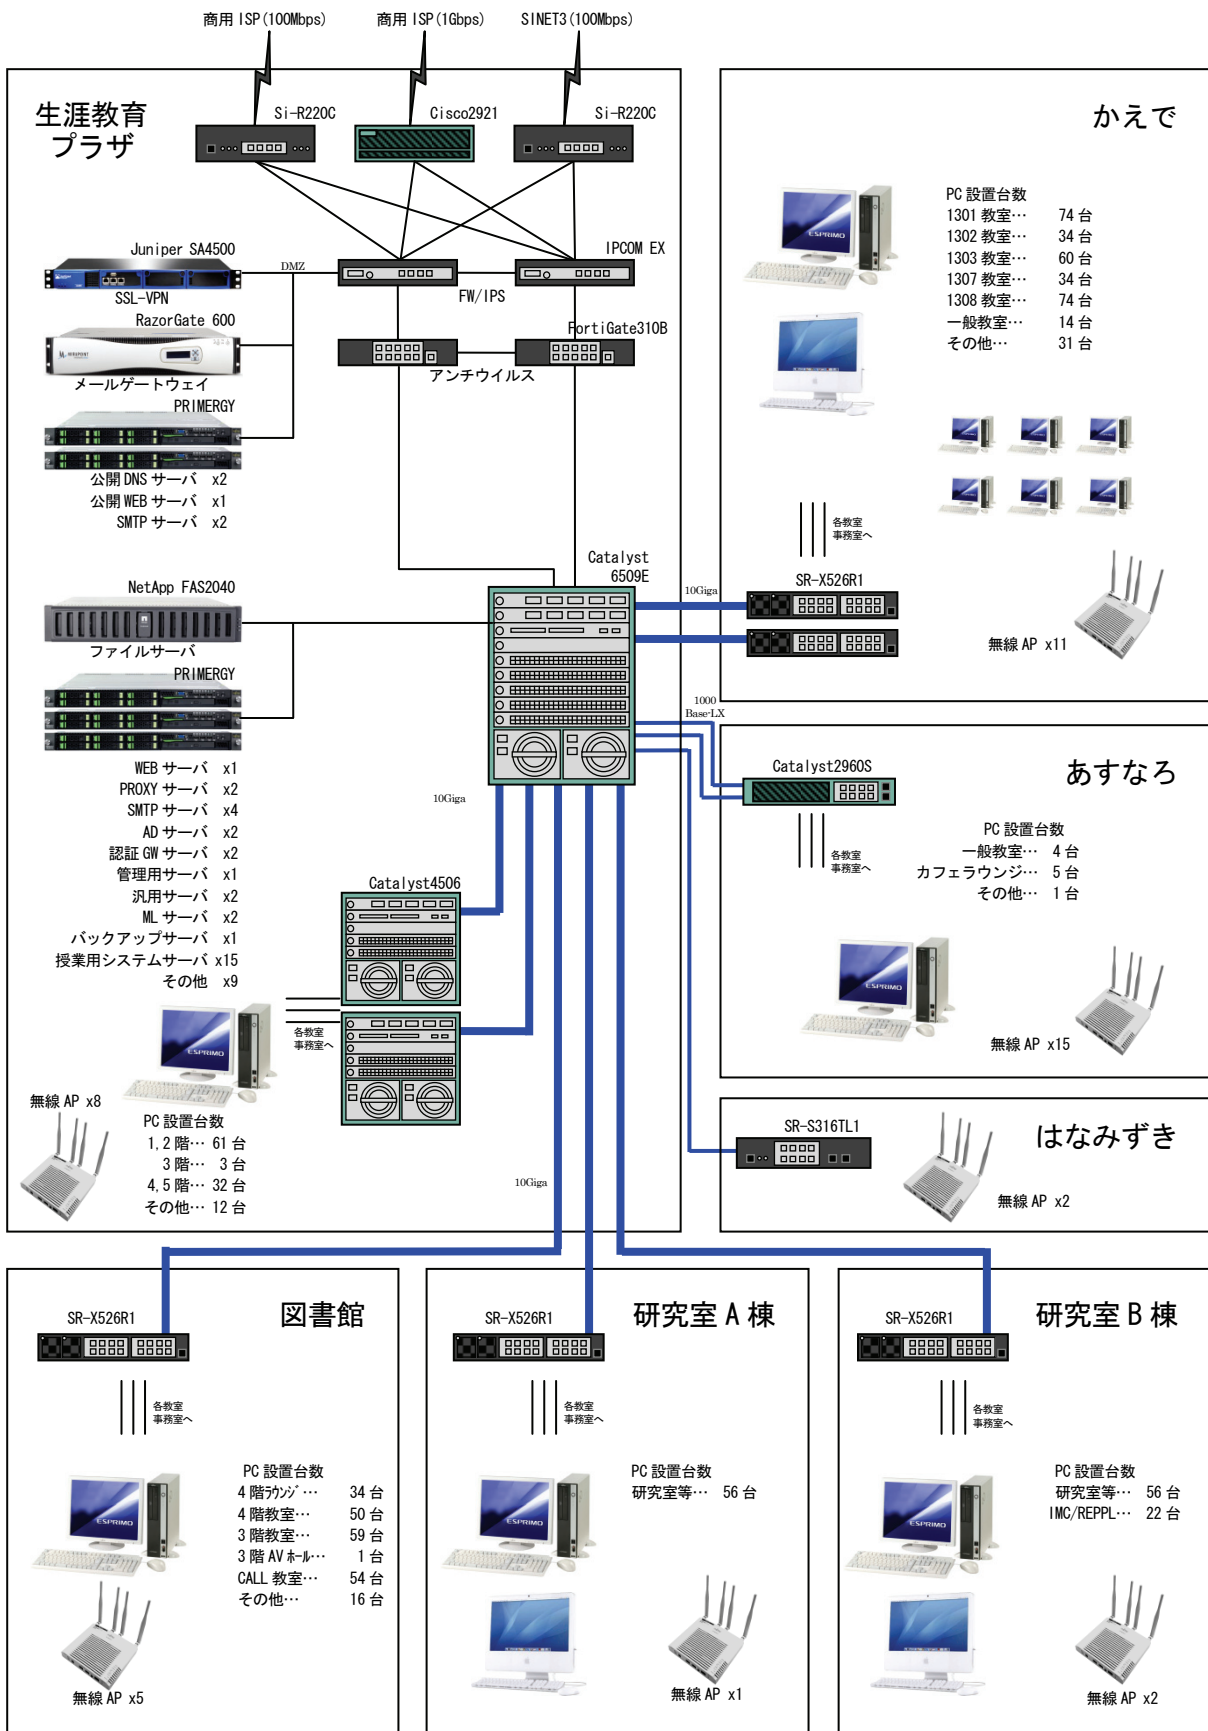 商用 ISP(100Mbps)
商用 ISP(1Gbps)
SINET3(100Mbps)
生涯教育
プラザ
Si-R220C
Cisco2921
Si-R220C
Juniper SA4500
SSL-VPN
DMZ
IPCOM EX
FW/IPS
RazorGate 600
メールゲートウェイ
FortiGate310B
アンチウイルス
PRIMERGY
公開 DNS サーバ x2
公開 WEB サーバ x1
SMTP サーバ x2
NetApp FAS2040
ファイルサーバ
Catalyst
6509E
PRIMERGY
WEB サーバ x1
PROXY サーバ x2
SMTP サーバ x4
AD サーバ x2
認証 GW サーバ x2
管理用サーバ x1
汎用サーバ x2
ML サーバ x2
バックアップサーバ x1
授業用システムサーバ x15
その他 x9
10Giga
Catalyst4506
各教室
事務室へ
ESPRIMO
無線 AP x8
PC 設置台数
1,2 階… 61 台
3 階… 3 台
4,5 階… 32 台
その他… 12 台
10Giga
かえで
ESPRIMO
PC 設置台数
1301 教室… 74 台
1302 教室… 34 台
1303 教室… 60 台
1307 教室… 34 台
1308 教室… 74 台
一般教室… 14 台
その他… 31 台
各教室
事務室へ
10Giga
SR-X526R1
無線 AP x11
1000
Base-LX
あすなろ
Catalyst2960S
各教室
事務室へ
PC 設置台数
一般教室… 4 台
カフェラウンジ… 5 台
その他… 1 台
ESPRIMO
無線 AP x15
はなみずき
SR-S316TL1
無線 AP x2
図書館
SR-X526R1
各教室
事務室へ
PC 設置台数
4 階ﾗｳﾝｼﾞ… 34 台
4 階教室… 50 台
3 階教室… 59 台
3 階 AV ﾎｰﾙ… 1 台
CALL 教室… 54 台
その他… 16 台
ESPRIMO
無線 AP x5
研究室 A 棟
SR-X526R1
各教室
事務室へ
PC 設置台数
研究室等… 56 台
ESPRIMO
無線 AP x1
研究室 B 棟
SR-X526R1
各教室
事務室へ
PC 設置台数
研究室等… 56 台
IMC/REPPL… 22 台
ESPRIMO
無線 AP x2